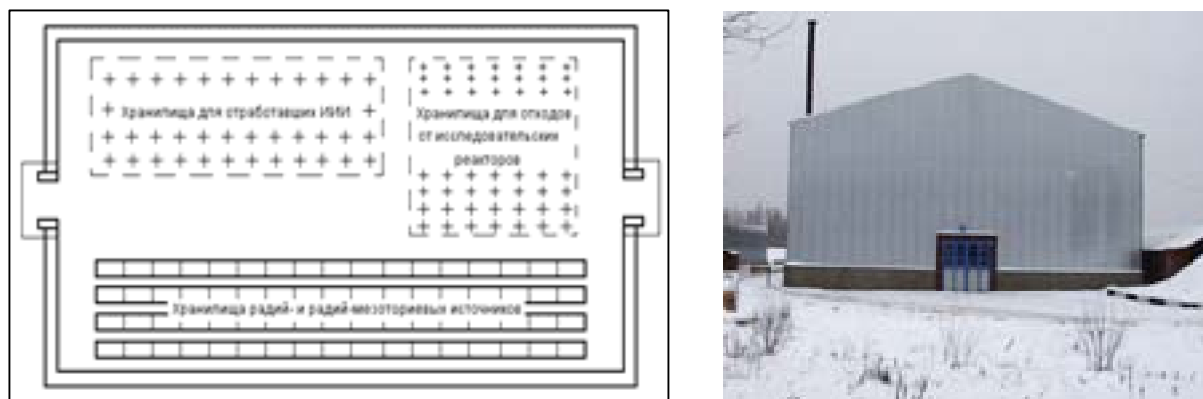 Хранилища для отработавших ИИИ
Хранилища для отходов
от исследовательских
реакторов
Хранилища радий- и радий-мезоториевых источников